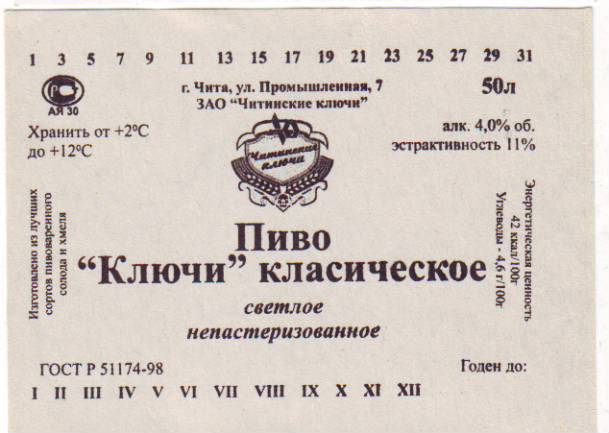 1 3 5 7 9 11 13 15 17 19 21 23 25 27 29 31
г. Чита, ул. Промышленная, 7
ЗАО “Читинские ключи”
50л
АЯ 30
Хранить от +2ºС
до +12ºС
алк. 4,0% об.
эстрактивность 11%
Читинские
ключи
Изготовлено из лучших
сортов пивоваренного
солода и хмеля
Энергетическая ценность
42 ккал/100г
Углеводы - 4,6 г/100г
Пиво
“Ключи” класическое
светлое
непастеризованное
ГОСТ Р 51174-98
Годен до:
I II III IV V VI VII VIII IX X XI XII